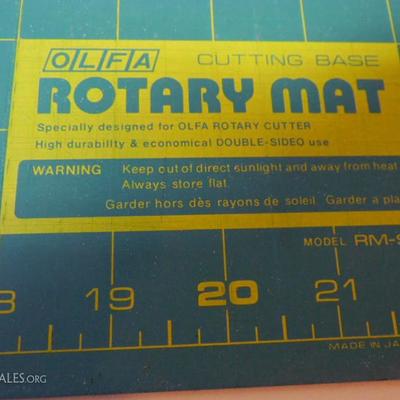 OLFA CUTTING BASE
ROTARY MAT
Specially designed for OLFA ROTARY CUTTER
High durability & economical DOUBLE-SIDED use
WARNING Keep out of direct sunlight and away from heat
Always store flat.
Garder hors dès rayons de soleil. Garder a pla
MODEL RM-S
19 20 21
MADE IN JA
ALES.ORG